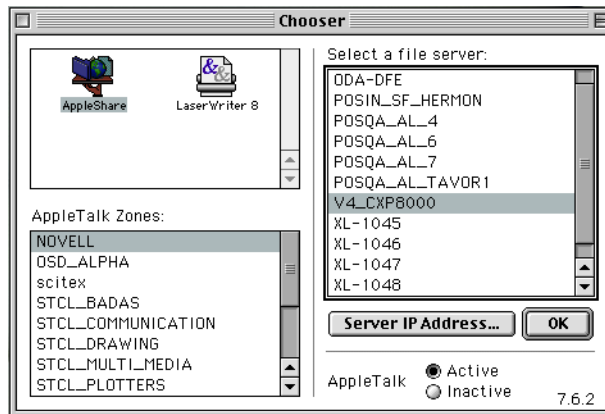 Chooser
AppleShare
LaserWriter 8
AppleTalk Zones:
NOVELL
OSD_ALPHA
scitex
STCL_BADAS
STCL_COMMUNICATION
STCL_DRAWING
STCL_MULTI_MEDIA
STCL_PLOTTERS
Select a file server:
ODA-DFE
POSIN_SF_HERMON
POSQA_AL_4
POSQA_AL_6
POSQA_AL_7
POSQA_AL_TAVOR1
V4_CXP8000
XL-1045
XL-1046
XL-1047
XL-1048
Server IP Address...
OK
AppleTalk
Active
Inactive
7.6.2